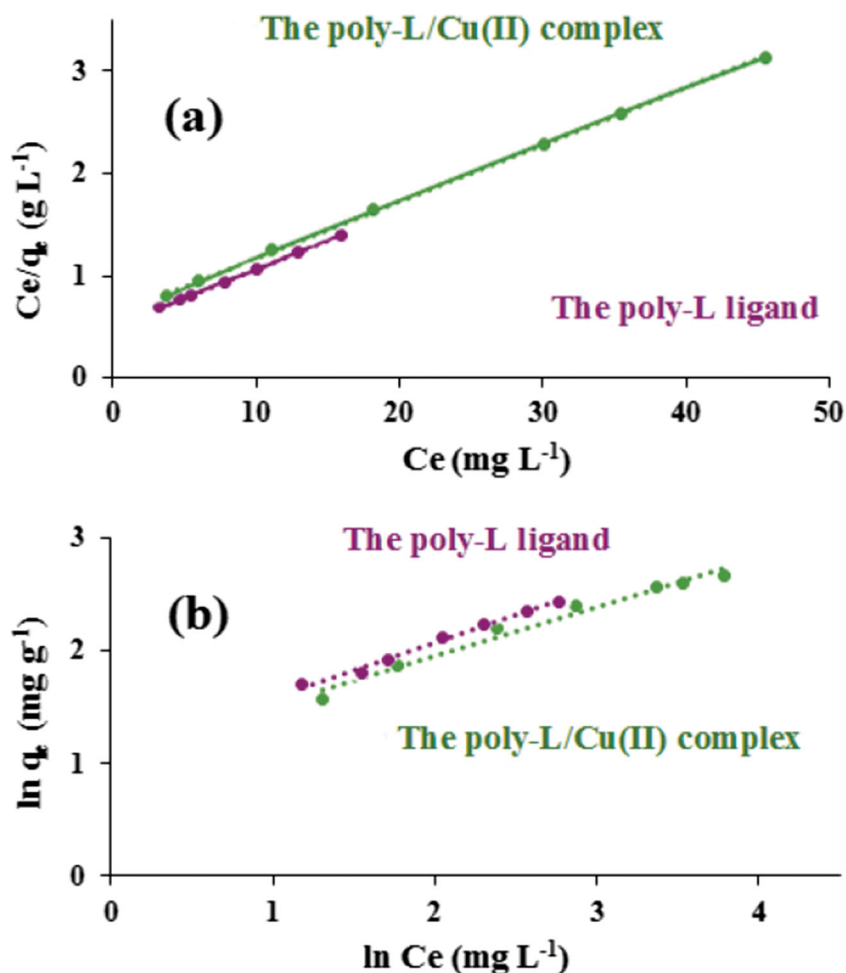 The poly-L/Cu(II) complex
(a)
3
2
1
0
Ce/qe (g L-1)
The poly-L ligand
0 10 20 30 40 50
Ce (mg L-1)
The poly-L ligand
(b)
3
2
1
0
ln qe (mg g-1)
The poly-L/Cu(II) complex
0 1 2 3 4
ln Ce (mg L-1)